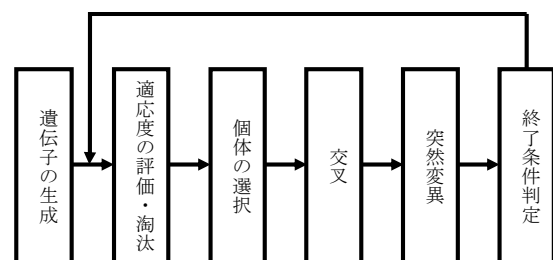 遺伝子の生成
適応度の評価・淘汰
個体の選択
交叉
突然変異
終了条件判定